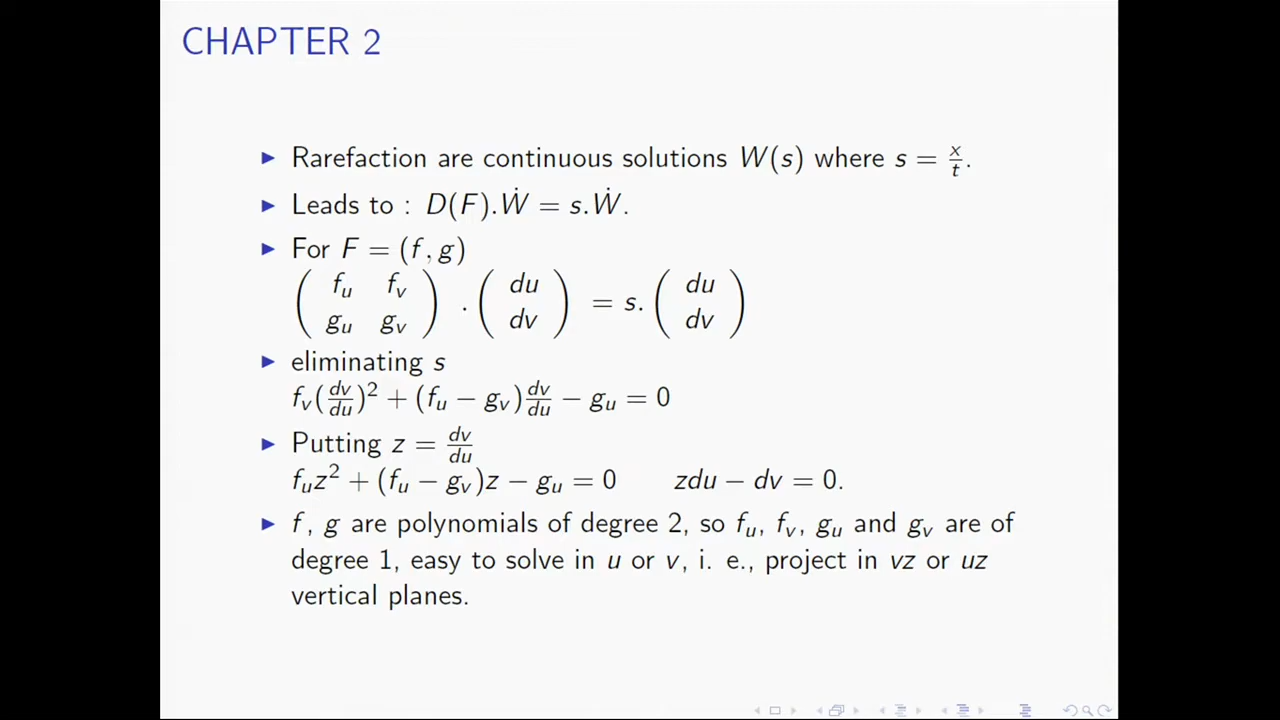 CHAPTER 2
▶ Rarefaction are continuous solutions W(s) where s = x/t.
▶ Leads to : D(F).Ẇ = s.Ẇ.
▶ For F = (f, g)
( f_u f_v ; g_u g_v ) . ( du ; dv ) = s. ( du ; dv )
▶ eliminating s
f_v(dv/du)² + (f_u − g_v)dv/du − g_u = 0
▶ Putting z = dv/du
f_u z² + (f_u − g_v)z − g_u = 0 zdu − dv = 0.
▶ f, g are polynomials of degree 2, so f_u, f_v, g_u and g_v are of
degree 1, easy to solve in u or v, i. e., project in vz or uz
vertical planes.